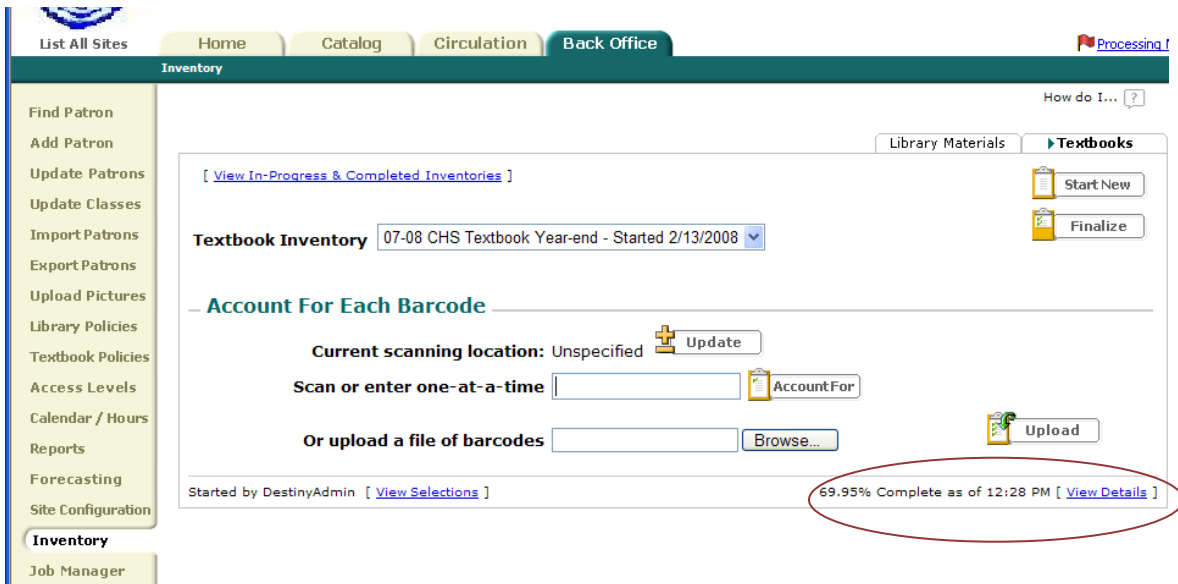 List All Sites
Home Catalog Circulation Back Office
Processing
Inventory
How do I... ?
Find Patron
Add Patron
Update Patrons
Update Classes
Import Patrons
Export Patrons
Upload Pictures
Library Policies
Textbook Policies
Access Levels
Calendar / Hours
Reports
Forecasting
Site Configuration
Inventory
Job Manager
Library Materials Textbooks
[ View In-Progress & Completed Inventories ]
Start New
Finalize
Textbook Inventory 07-08 CHS Textbook Year-end - Started 2/13/2008
Account For Each Barcode
Current scanning location: Unspecified Update
Scan or enter one-at-a-time Account For
Or upload a file of barcodes Browse... Upload
Started by DestinyAdmin [ View Selections ] 69.95% Complete as of 12:28 PM [ View Details ]